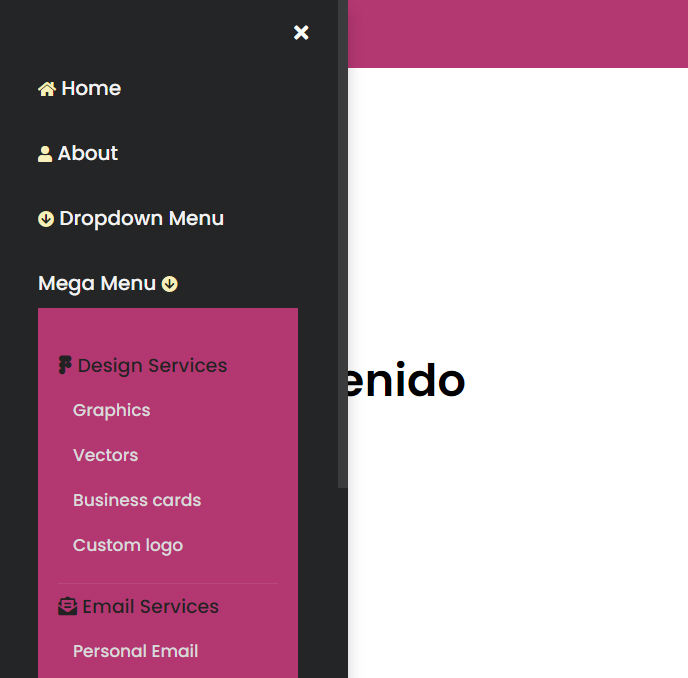 Home
About
Dropdown Menu
Mega Menu
Design Services
Graphics
Vectors
Business cards
Custom logo
Email Services
Personal Email
enido